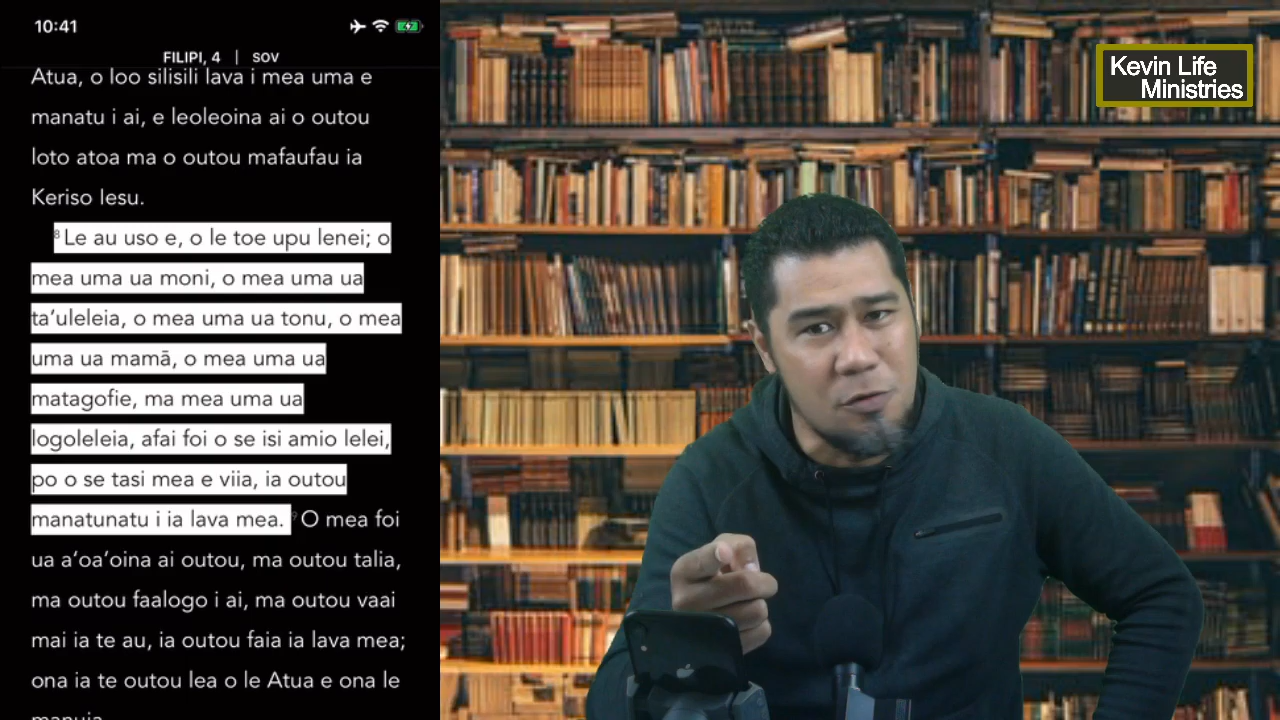 10:41
FILIPI, 4 | SOV
Atua, o loo silisili lava i mea uma e
manatu i ai, e leoleoina ai o outou
loto atoa ma o outou mafaufau ia
Keriso Iesu.
8 Le au uso e, o le toe upu lenei; o
mea uma ua moni, o mea uma ua
ta’uleleia, o mea uma ua tonu, o mea
uma ua mamā, o mea uma ua
matagofie, ma mea uma ua
logoleleia, afai foi o se isi amio lelei,
po o se tasi mea e viia, ia outou
manatunatu i ia lava mea. 9 O mea foi
ua a‘oa’oina ai outou, ma outou talia,
ma outou faalogo i ai, ma outou vaai
mai ia te au, ia outou faia ia lava mea;
ona ia te outou lea o le Atua e ona le
manuia.
Kevin Life
Ministries